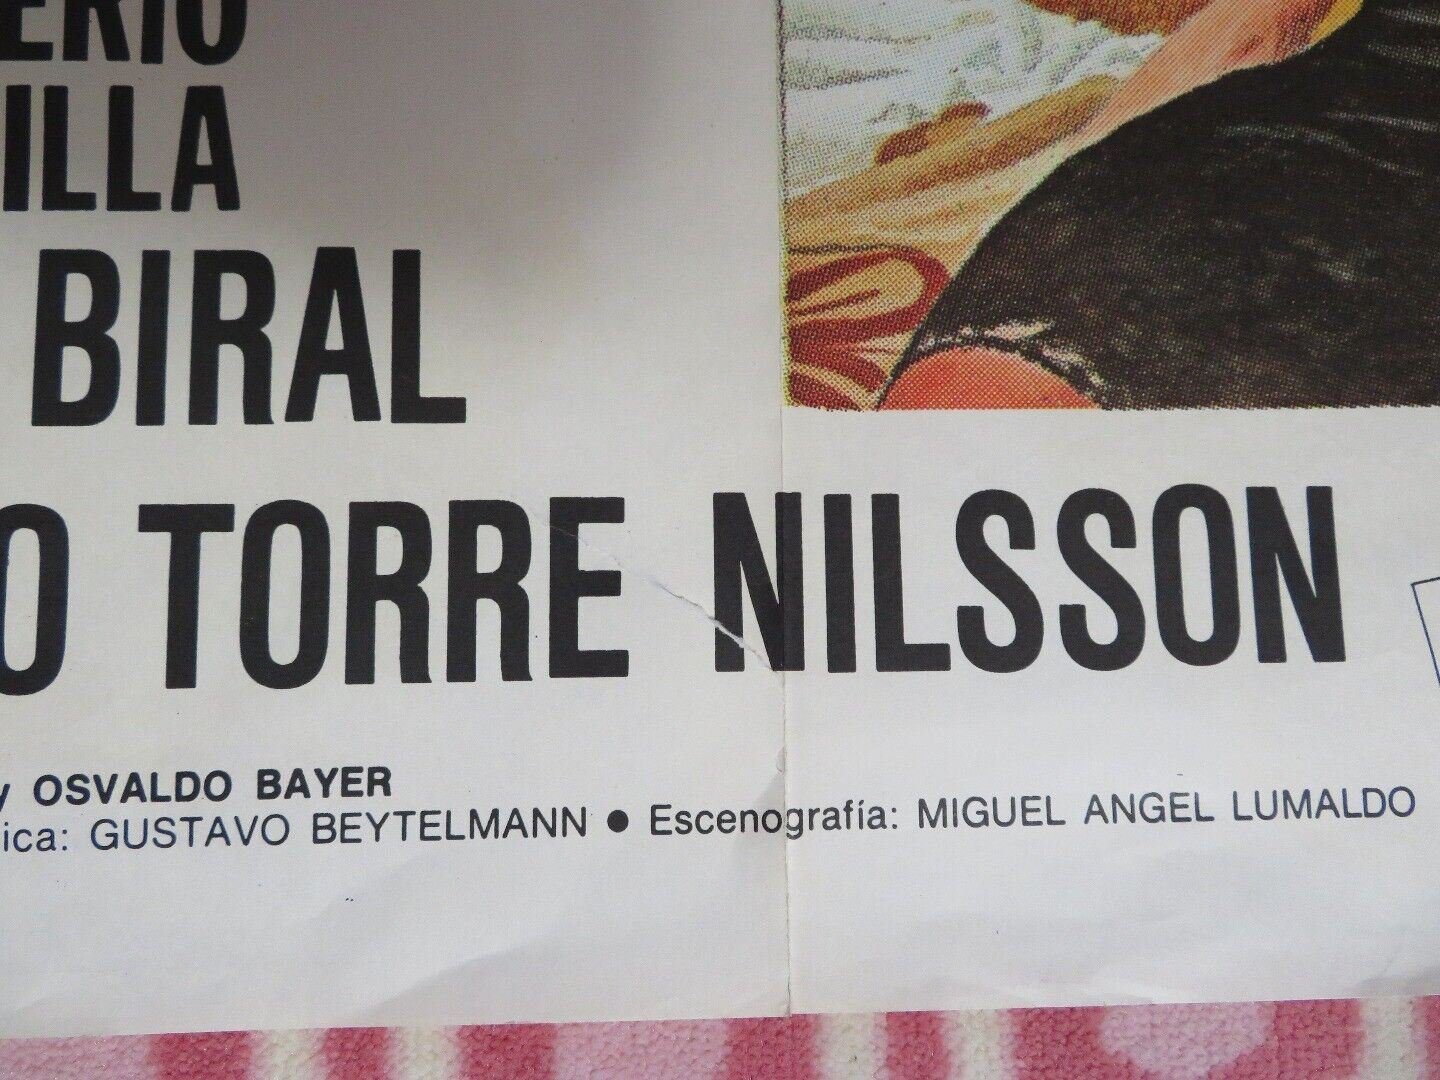 ERIO
ILLA
BIRAL
O TORRE NILSSON
y OSVALDO BAYER
ica: GUSTAVO BEYTELMANN ● Escenografía: MIGUEL ANGEL LUMALDO